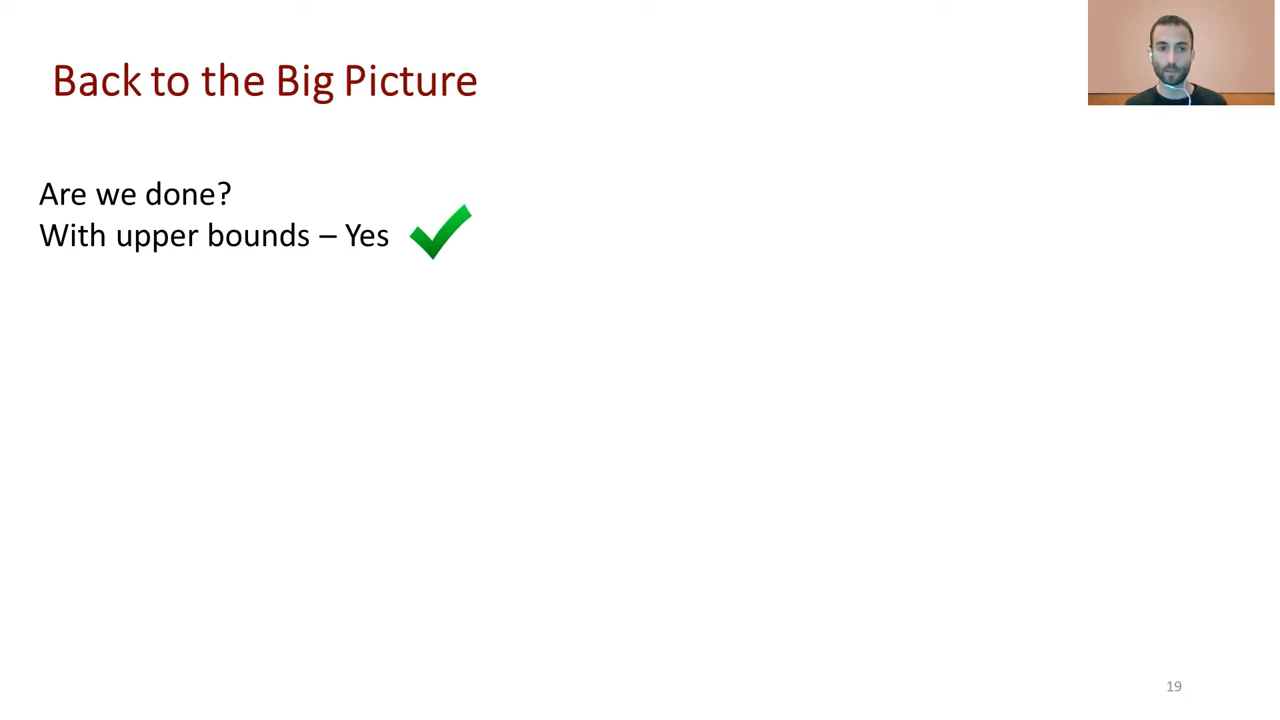 Back to the Big Picture
Are we done?
With upper bounds – Yes
19